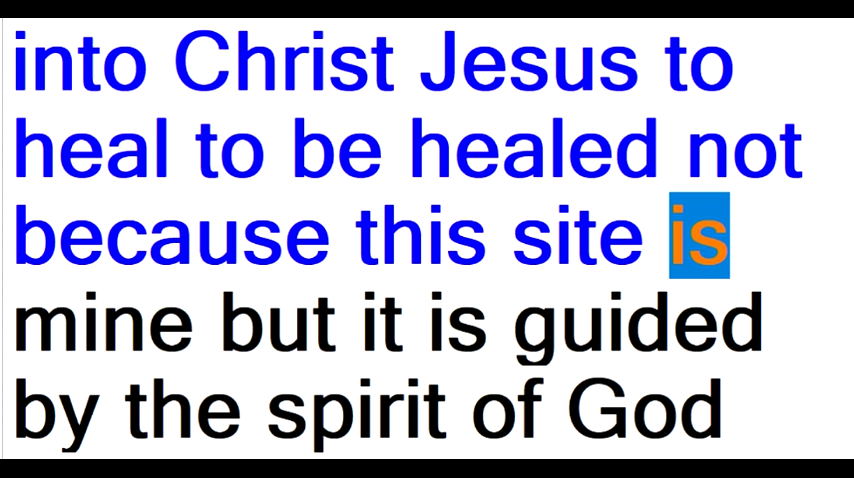 into Christ Jesus to
heal to be healed not
because this site is
mine but it is guided
by the spirit of God